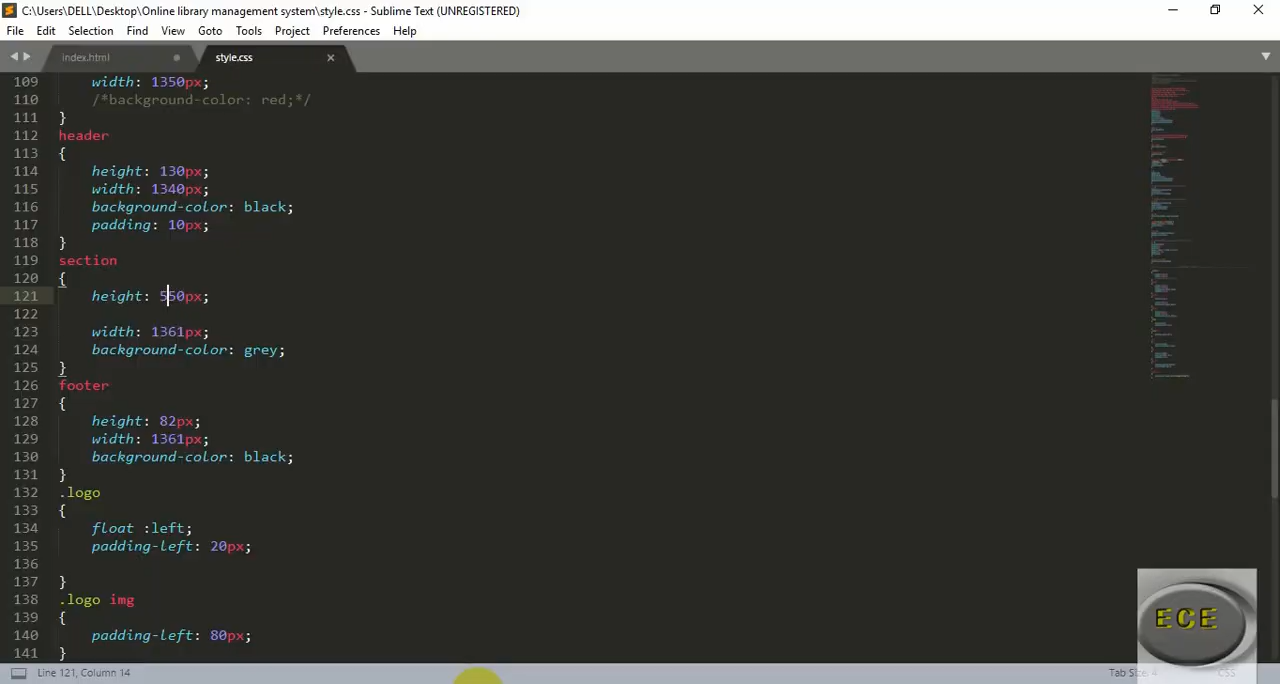 C:\Users\DELL\Desktop\Online library management system\style.css - Sublime Text (UNREGISTERED)
File Edit Selection Find View Goto Tools Project Preferences Help
index.html style.css
109 width: 1350px;
110 /*background-color: red;*/
111 }
112 header
113 {
114 height: 130px;
115 width: 1340px;
116 background-color: black;
117 padding: 10px;
118 }
119 section
120 {
121 height: 550px;
122
123 width: 1361px;
124 background-color: grey;
125 }
126 footer
127 {
128 height: 82px;
129 width: 1361px;
130 background-color: black;
131 }
132 .logo
133 {
134 float :left;
135 padding-left: 20px;
136
137 }
138 .logo img
139 {
140 padding-left: 80px;
141 }
ECE
Line 121, Column 14 Tab Size: 4 CSS